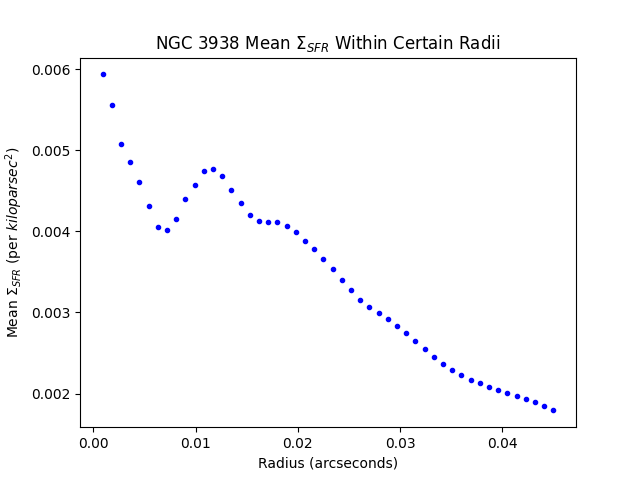 NGC 3938 Mean Σ_SFR Within Certain Radii
Mean Σ_SFR (per kiloparsec²)
0.006
0.005
0.004
0.003
0.002
0.00 0.01 0.02 0.03 0.04
Radius (arcseconds)